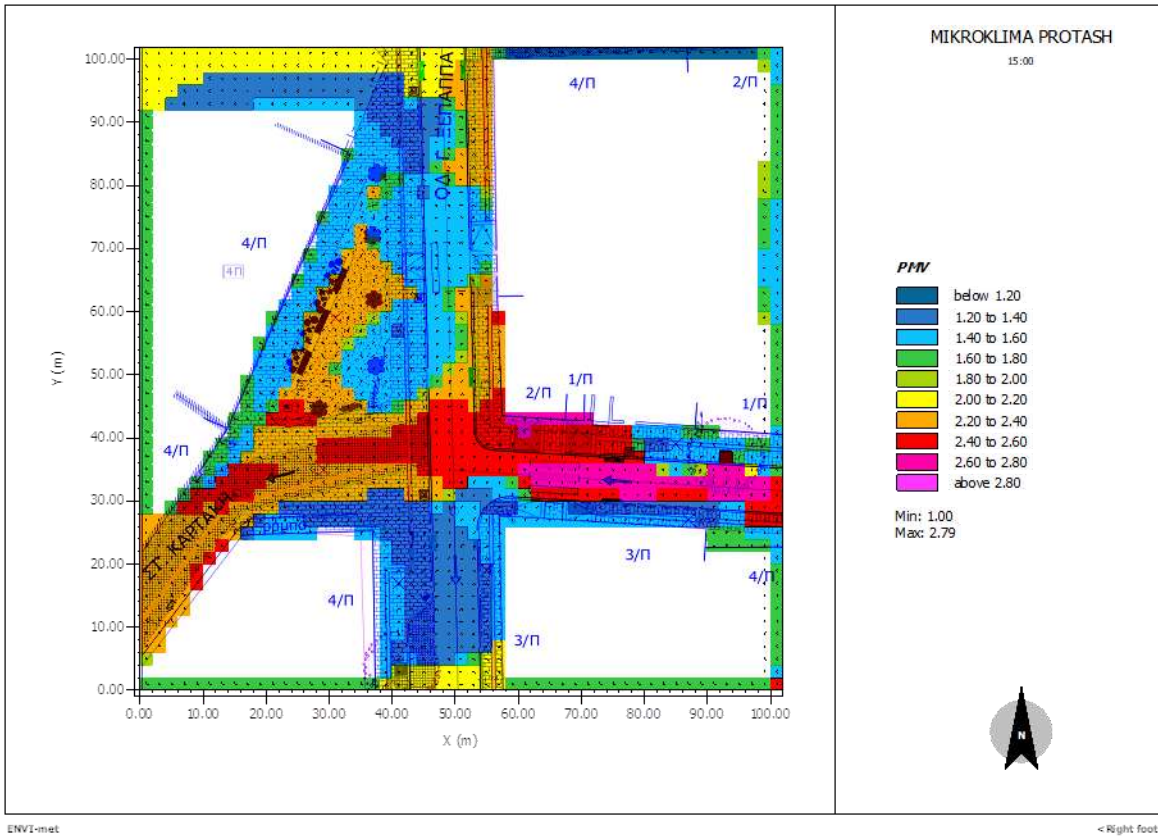 MIKROKLIMA PROTASH
15:00
100.00
90.00
80.00
70.00
60.00
50.00
40.00
30.00
20.00
10.00
0.00
Y (m)
0.00 10.00 20.00 30.00 40.00 50.00 60.00 70.00 80.00 90.00 100.00
X (m)
4/Π
2/Π
4/Π
4Π
1/Π
2/Π
1/Π
4/Π
3/Π
4/Π
4/Π
3/Π
ΣΤ. ΚΑΡΤΑΛΗ
PMV
below 1.20
1.20 to 1.40
1.40 to 1.60
1.60 to 1.80
1.80 to 2.00
2.00 to 2.20
2.20 to 2.40
2.40 to 2.60
2.60 to 2.80
above 2.80
Min: 1.00
Max: 2.79
N
ENVI-met
< Right foot